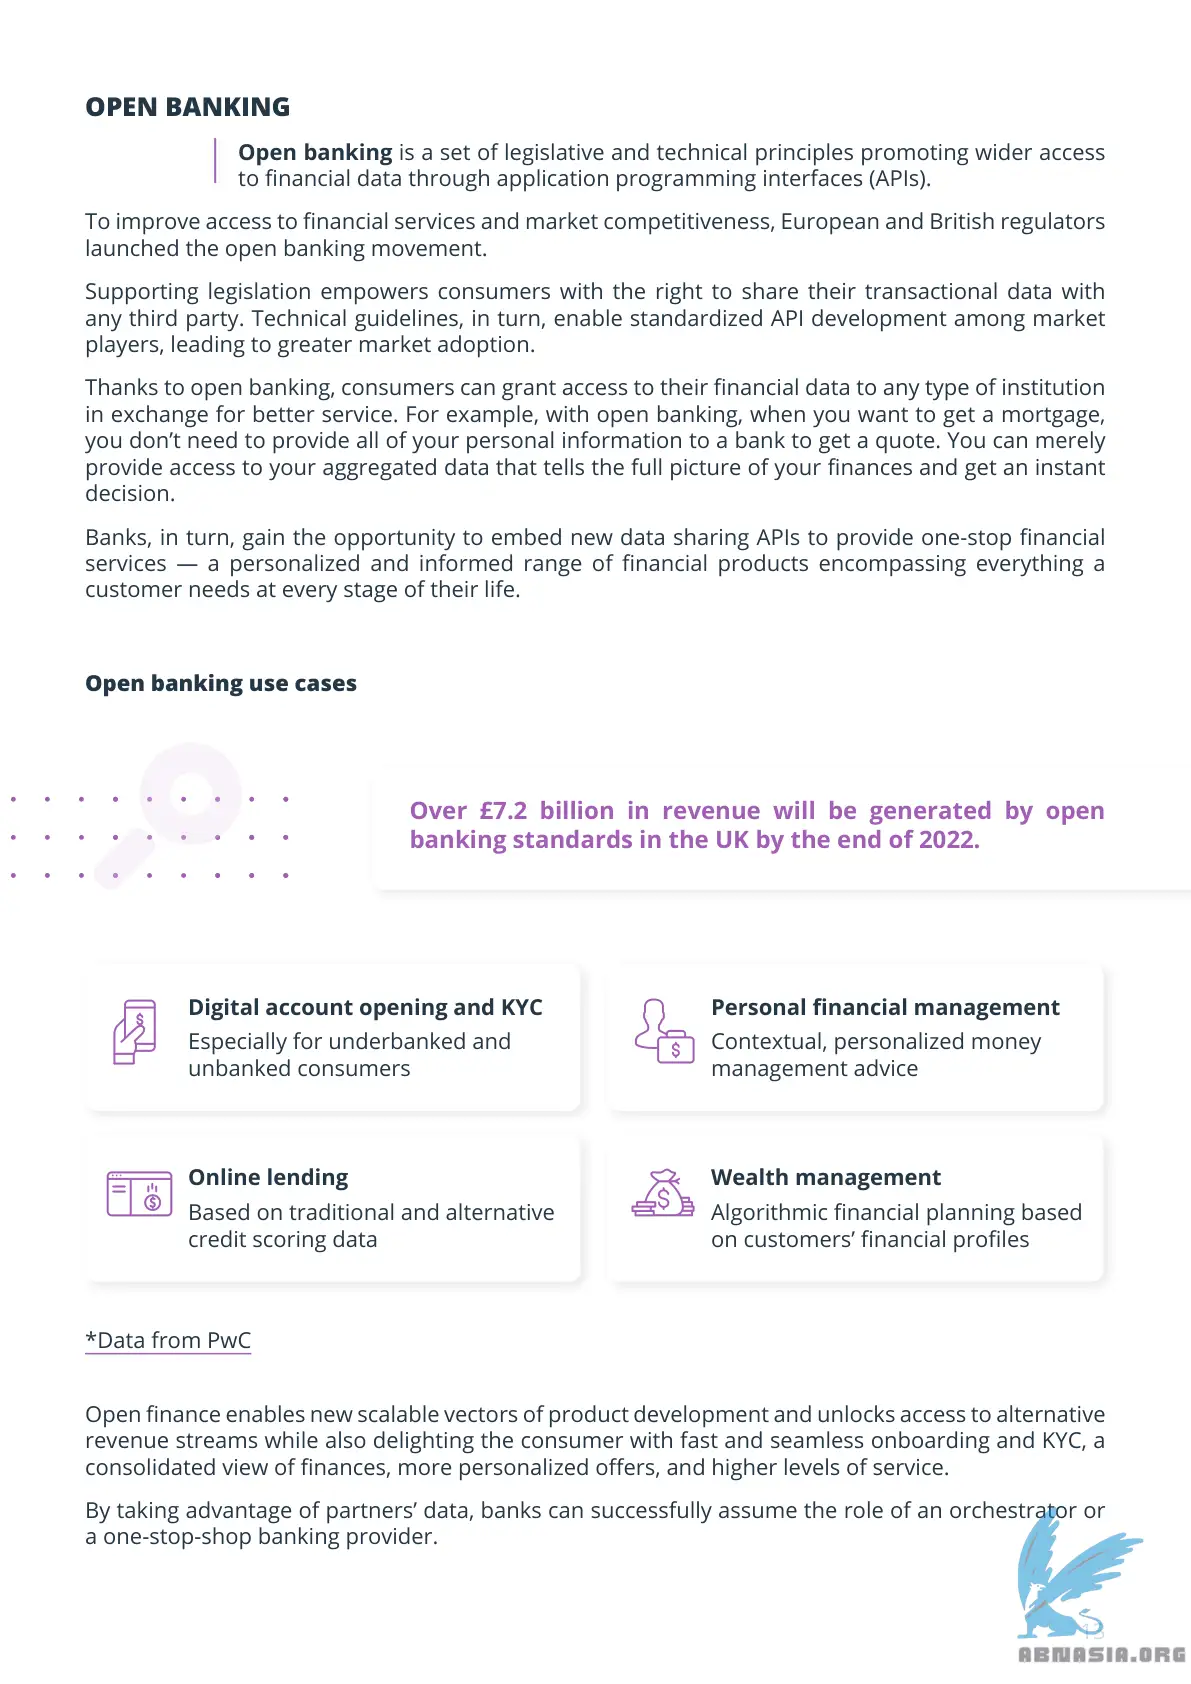 OPEN BANKING
Open banking is a set of legislative and technical principles promoting wider access
to financial data through application programming interfaces (APIs).
To improve access to financial services and market competitiveness, European and British regulators
launched the open banking movement.
Supporting legislation empowers consumers with the right to share their transactional data with
any third party. Technical guidelines, in turn, enable standardized API development among market
players, leading to greater market adoption.
Thanks to open banking, consumers can grant access to their financial data to any type of institution
in exchange for better service. For example, with open banking, when you want to get a mortgage,
you don’t need to provide all of your personal information to a bank to get a quote. You can merely
provide access to your aggregated data that tells the full picture of your finances and get an instant
decision.
Banks, in turn, gain the opportunity to embed new data sharing APIs to provide one-stop financial
services — a personalized and informed range of financial products encompassing everything a
customer needs at every stage of their life.
Open banking use cases
Over £7.2 billion in revenue will be generated by open
banking standards in the UK by the end of 2022.
Digital account opening and KYC
Especially for underbanked and
unbanked consumers
Personal financial management
Contextual, personalized money
management advice
Online lending
Based on traditional and alternative
credit scoring data
Wealth management
Algorithmic financial planning based
on customers’ financial profiles
*Data from PwC
Open finance enables new scalable vectors of product development and unlocks access to alternative
revenue streams while also delighting the consumer with fast and seamless onboarding and KYC, a
consolidated view of finances, more personalized offers, and higher levels of service.
By taking advantage of partners’ data, banks can successfully assume the role of an orchestrator or
a one-stop-shop banking provider.
13
ABNASIA.ORG